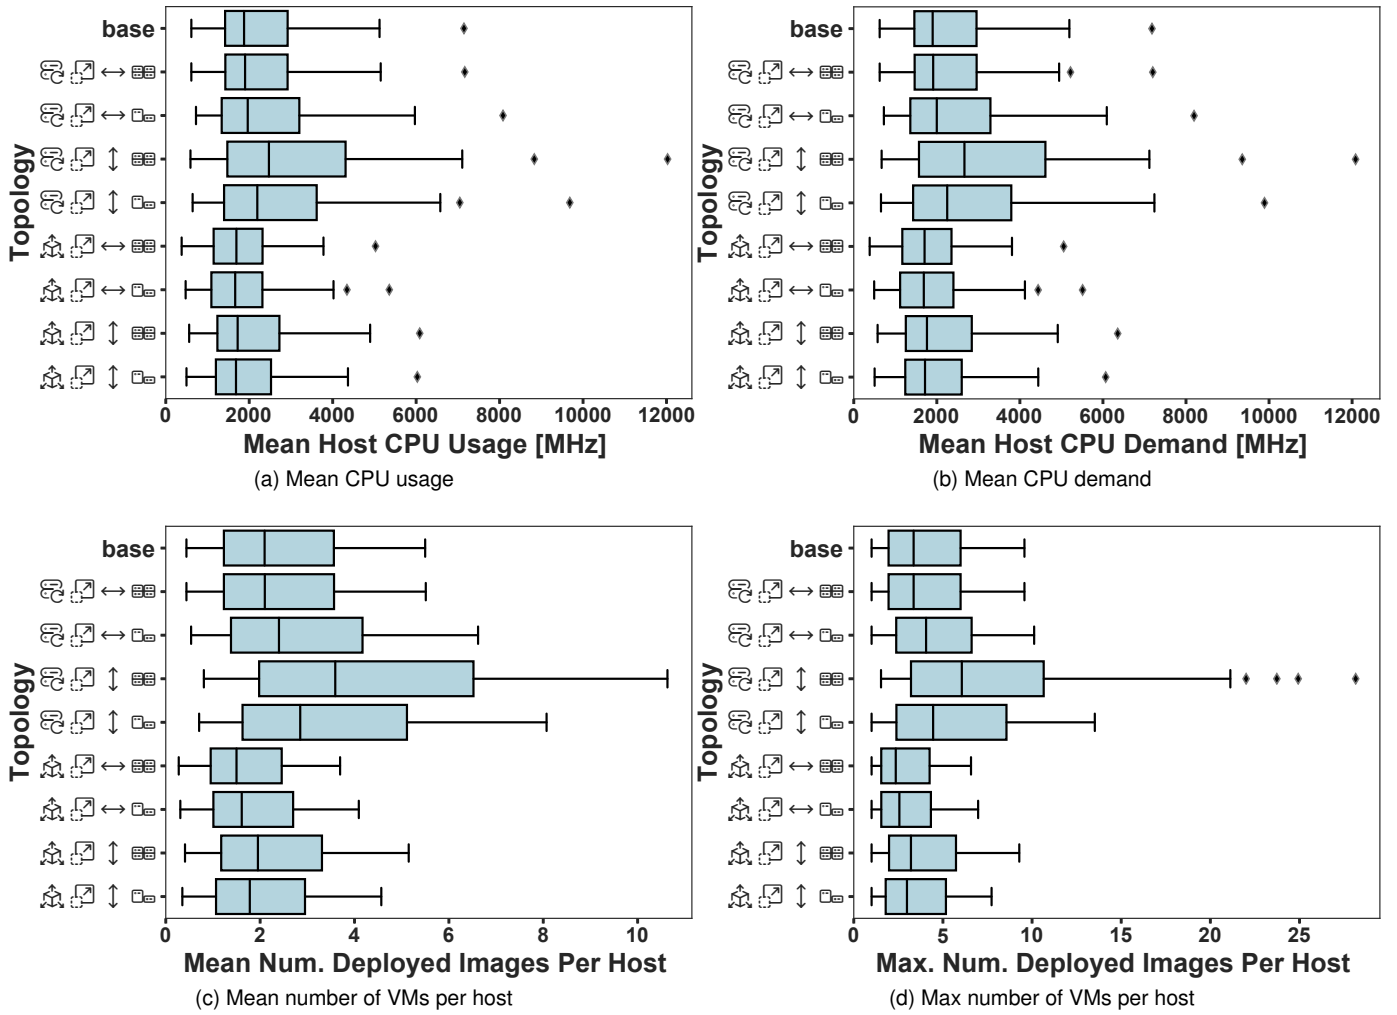 base
Topology
0 2000 4000 6000 8000 10000 12000
Mean Host CPU Usage [MHz]
(a) Mean CPU usage
base
Topology
0 2000 4000 6000 8000 10000 12000
Mean Host CPU Demand [MHz]
(b) Mean CPU demand
base
Topology
0 2 4 6 8 10
Mean Num. Deployed Images Per Host
(c) Mean number of VMs per host
base
Topology
0 5 10 15 20 25
Max. Num. Deployed Images Per Host
(d) Max number of VMs per host